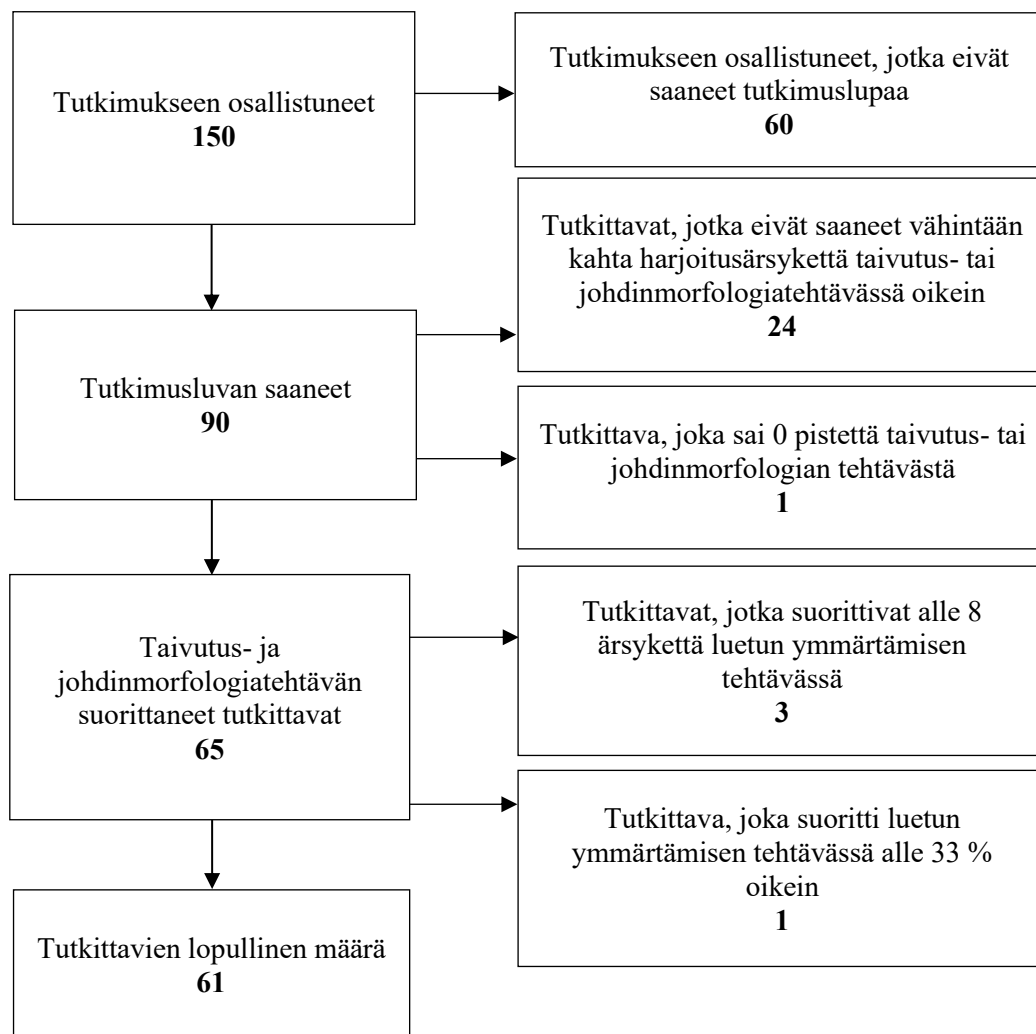 Tutkimukseen osallistuneet
150
Tutkimukseen osallistuneet, jotka eivät
saaneet tutkimuslupaa
60
Tutkittavat, jotka eivät saaneet vähintään
kahta harjoitusärsykettä taivutus- tai
johdinmorfologiatehtävässä oikein
24
Tutkimusluvan saaneet
90
Tutkittava, joka sai 0 pistettä taivutus- tai
johdinmorfologian tehtävästä
1
Taivutus- ja
johdinmorfologiatehtävän
suorittaneet tutkittavat
65
Tutkittavat, jotka suorittivat alle 8
ärsykettä luetun ymmärtämisen
tehtävässä
3
Tutkittava, joka suoritti luetun
ymmärtämisen tehtävässä alle 33 %
oikein
1
Tutkittavien lopullinen määrä
61